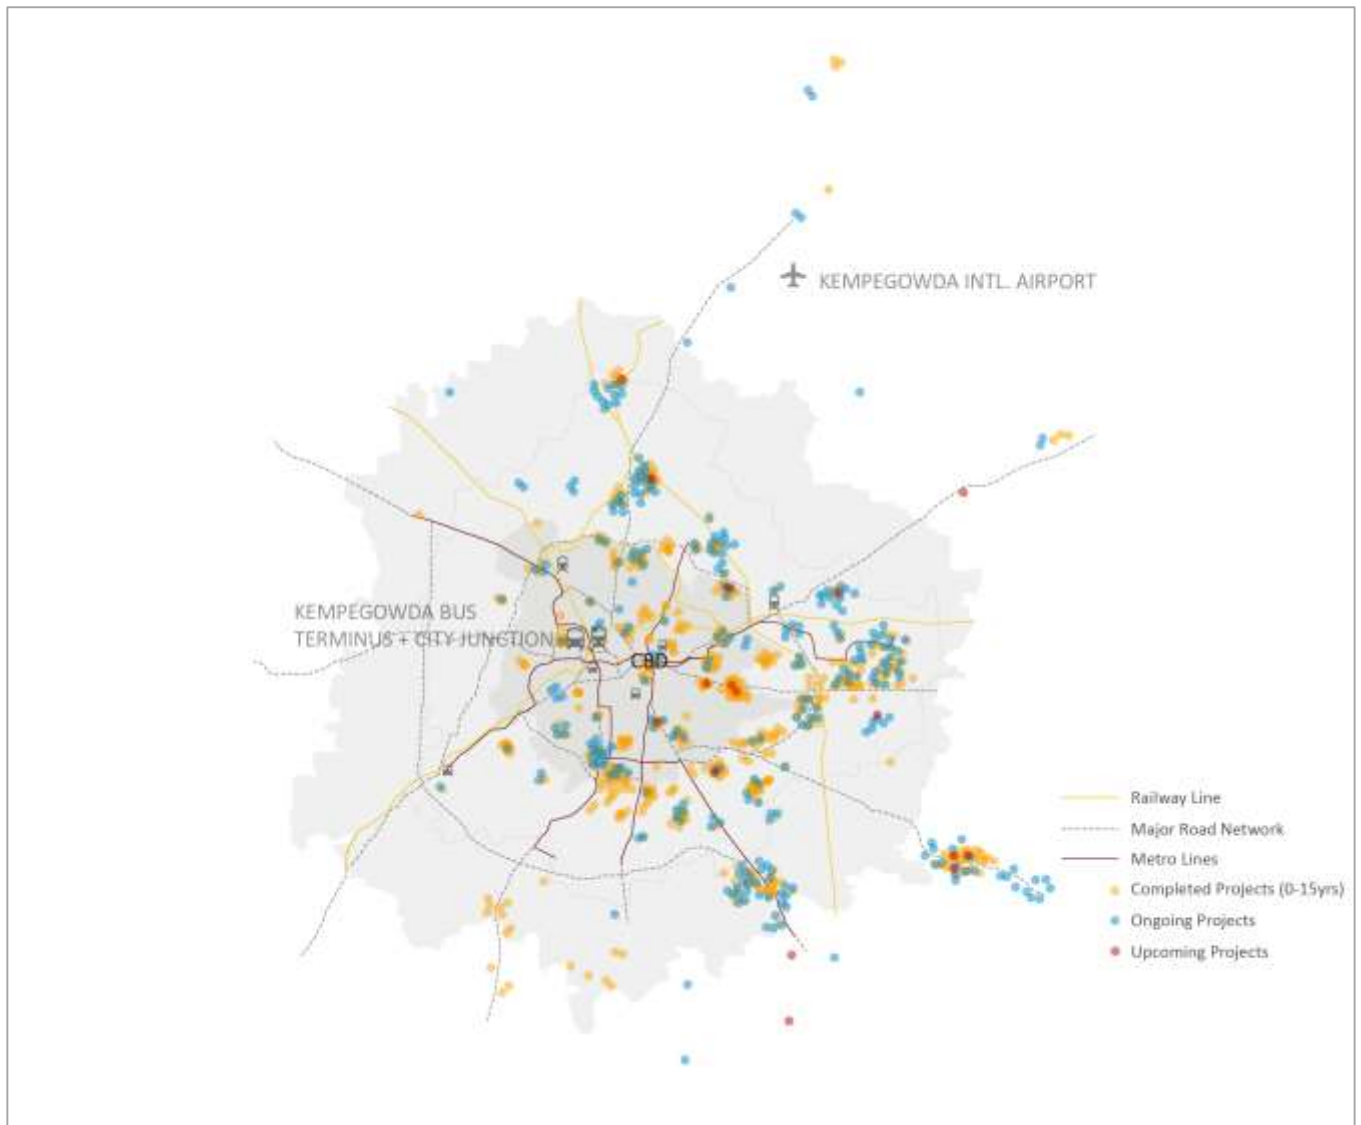 KEMPEGOWDA INTL. AIRPORT
KEMPEGOWDA BUS
TERMINUS + CITY JUNCTION
CBD
Railway Line
Major Road Network
Metro Lines
Completed Projects (0-15yrs)
Ongoing Projects
Upcoming Projects